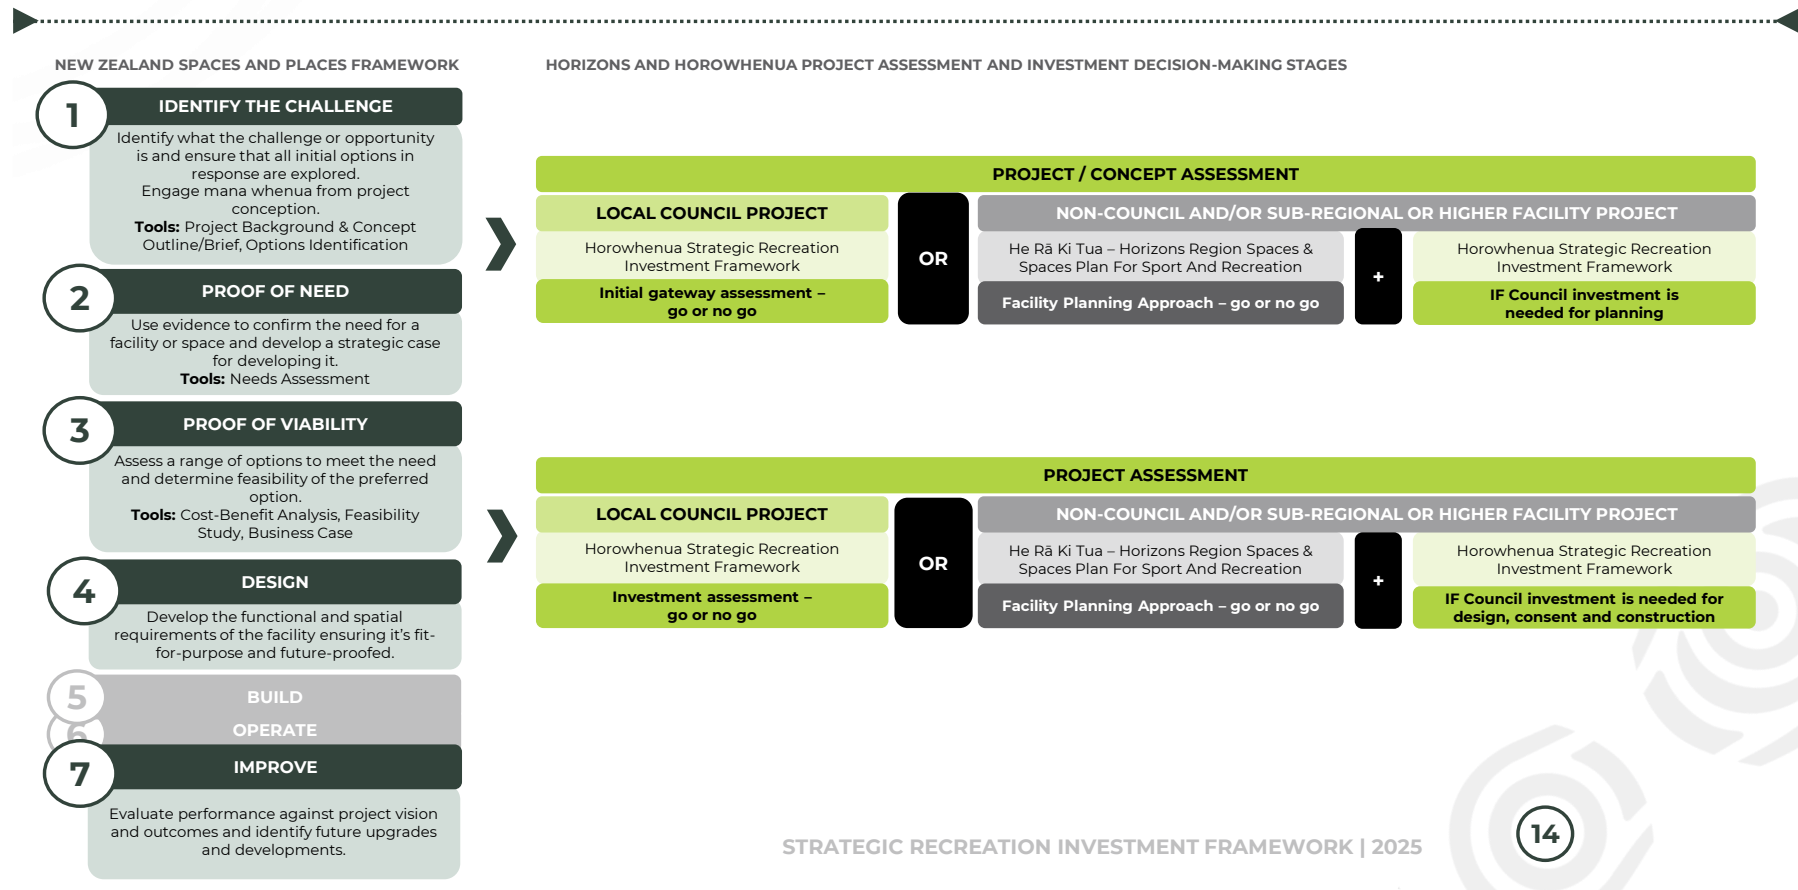 NEW ZEALAND SPACES AND PLACES FRAMEWORK
1
IDENTIFY THE CHALLENGE
Identify what the challenge or opportunity
is and ensure that all initial options in
response are explored.
Engage mana whenua from project
conception.
Tools: Project Background & Concept
Outline/Brief, Options Identification
2
PROOF OF NEED
Use evidence to confirm the need for a
facility or space and develop a strategic case
for developing it.
Tools: Needs Assessment
3
PROOF OF VIABILITY
Assess a range of options to meet the need
and determine feasibility of the preferred
option.
Tools: Cost-Benefit Analysis, Feasibility
Study, Business Case
4
DESIGN
Develop the functional and spatial
requirements of the facility ensuring it's fit-
for-purpose and future-proofed.
5
BUILD
6
OPERATE
7
IMPROVE
Evaluate performance against project vision
and outcomes and identify future upgrades
and developments.
HORIZONS AND HOROWHENUA PROJECT ASSESSMENT AND INVESTMENT DECISION-MAKING STAGES
PROJECT / CONCEPT ASSESSMENT
LOCAL COUNCIL PROJECT
Horowhenua Strategic Recreation
Investment Framework
Initial gateway assessment –
go or no go
OR
NON-COUNCIL AND/OR SUB-REGIONAL OR HIGHER FACILITY PROJECT
He Rā Ki Tua – Horizons Region Spaces &
Spaces Plan For Sport And Recreation
Facility Planning Approach – go or no go
+
Horowhenua Strategic Recreation
Investment Framework
IF Council investment is
needed for planning
PROJECT ASSESSMENT
LOCAL COUNCIL PROJECT
Horowhenua Strategic Recreation
Investment Framework
Investment assessment –
go or no go
OR
NON-COUNCIL AND/OR SUB-REGIONAL OR HIGHER FACILITY PROJECT
He Rā Ki Tua – Horizons Region Spaces &
Spaces Plan For Sport And Recreation
Facility Planning Approach – go or no go
+
Horowhenua Strategic Recreation
Investment Framework
IF Council investment is needed for
design, consent and construction
STRATEGIC RECREATION INVESTMENT FRAMEWORK | 2025
14